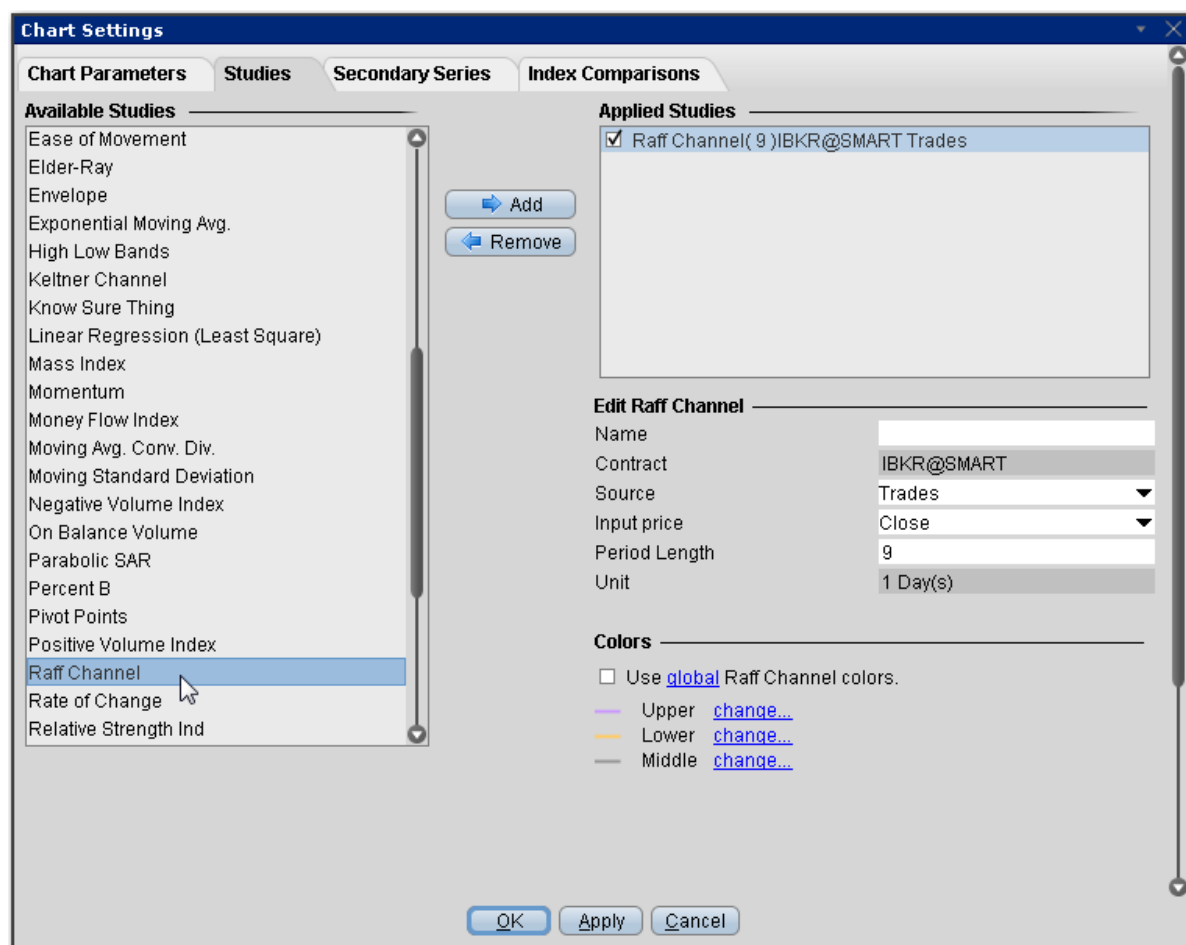 Chart Settings
Chart Parameters Studies Secondary Series Index Comparisons
Available Studies
Ease of Movement
Elder-Ray
Envelope
Exponential Moving Avg.
High Low Bands
Keltner Channel
Know Sure Thing
Linear Regression (Least Square)
Mass Index
Momentum
Money Flow Index
Moving Avg. Conv. Div.
Moving Standard Deviation
Negative Volume Index
On Balance Volume
Parabolic SAR
Percent B
Pivot Points
Positive Volume Index
Raff Channel
Rate of Change
Relative Strength Ind
Add
Remove
Applied Studies
Raff Channel( 9 )IBKR@SMART Trades
Edit Raff Channel
Name
Contract IBKR@SMART
Source Trades
Input price Close
Period Length 9
Unit 1 Day(s)
Colors
Use global Raff Channel colors.
Upper change...
Lower change...
Middle change...
OK Apply Cancel